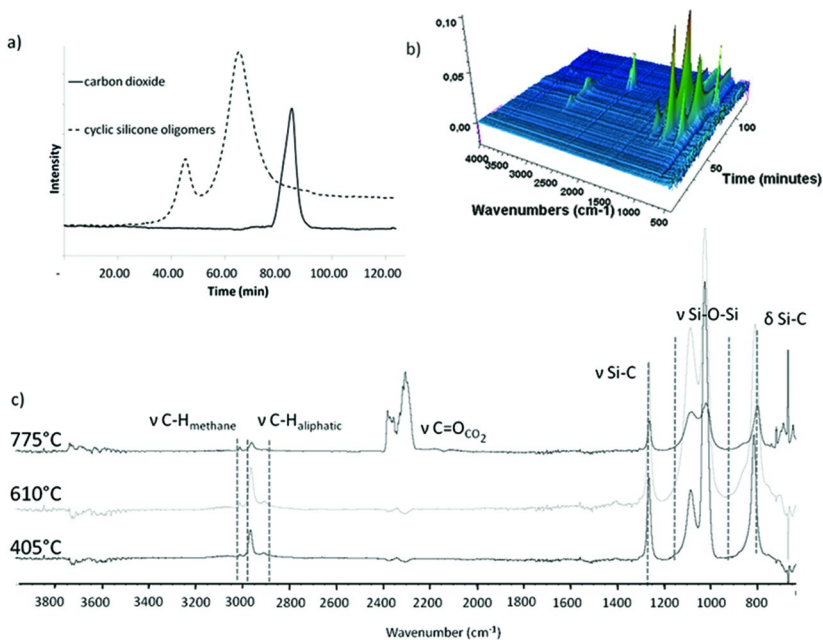 a)
carbon dioxide
cyclic silicone oligomers
Intensity
- 20.00 40.00 60.00 80.00 100.00 120.00
Time (min)
b)
0,10
0,05
0,00
4000 3500 3000 2500 2000 1500 1000 500
Wavenumbers (cm-1)
50 100
Time (minutes)
c)
ν C-Hmethane
ν C-Haliphatic
ν C=OCO2
ν Si-C
ν Si-O-Si
δ Si-C
775°C
610°C
405°C
3800 3600 3400 3200 3000 2800 2600 2400 2200 2000 1800 1600 1400 1200 1000 800
Wavenumber (cm-1)